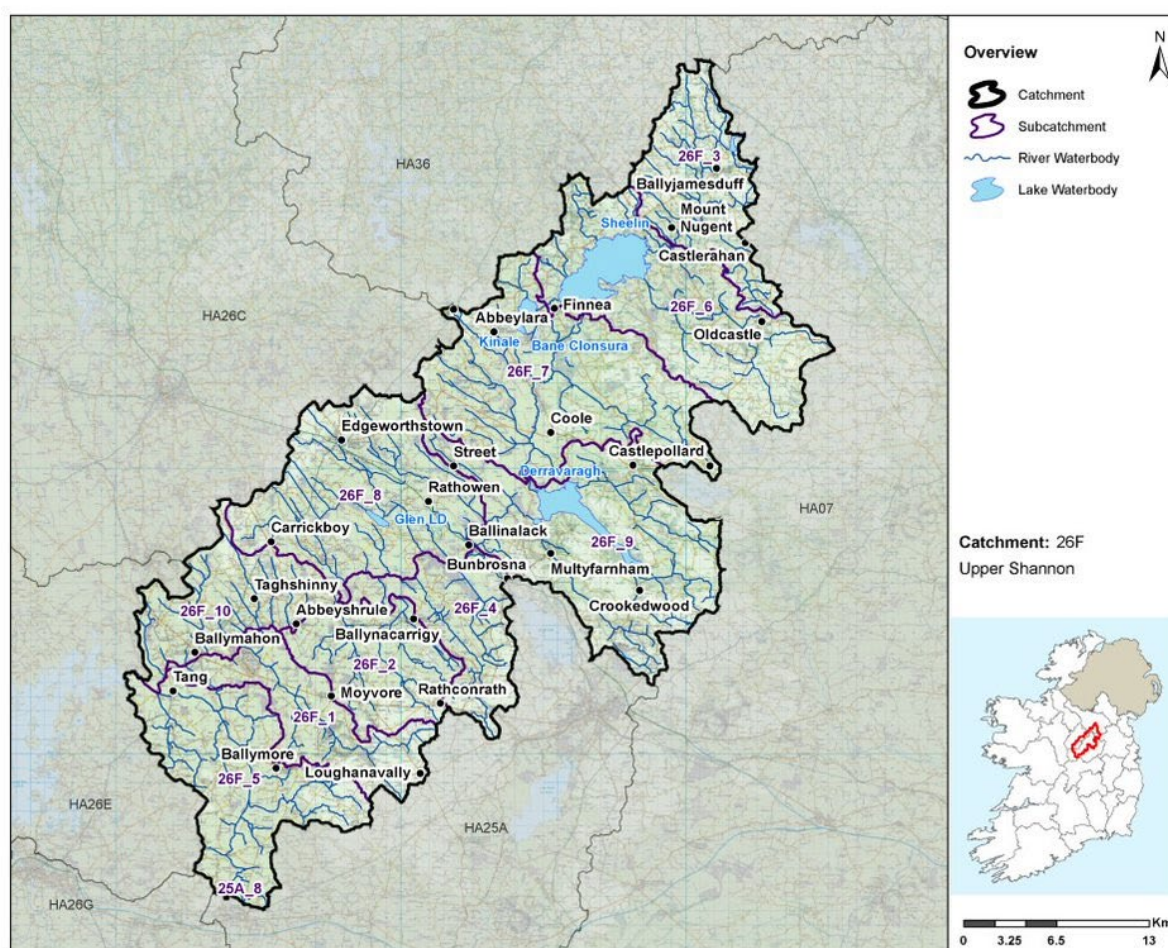 HA36
26F_3
Ballyjamesduff
Mount
Nugent
Sheelin
Castlerahan
26F_6
Finnea
HA26C
Abbeylara
Oldcastle
Kinale
Bane Clonsura
26F_7
Coole
Edgeworthstown
Street
Castlepollard
Derravaragh
26F_8
Rathowen
Glen LD
HA07
Carrickboy
Ballinalack
26F_9
Bunbrosna
Multyfarnham
Taghshinny
Crookedwood
26F_10
Abbeyshrule
26F_4
Ballynacarrigy
Ballymahon
26F_2
Tang
Moyvore
Rathconrath
26F_1
Ballymore
Loughanavally
26F_5
HA26E
HA25A
25A_8
HA26G
N
Overview
Catchment
Subcatchment
River Waterbody
Lake Waterbody
Catchment: 26F
Upper Shannon
Km
0 3.25 6.5 13